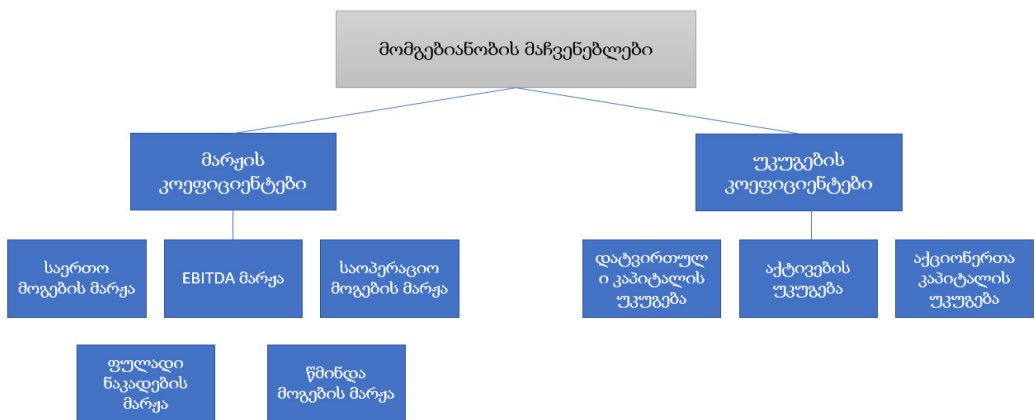 მომგებიანობის მაჩვენებლები
მარჟის
კოეფიციენტები
უკუგების
კოეფიციენტები
საერთო
მოგების მარჟა
EBITDA მარჟა
საოპერაციო
მოგების მარჟა
დატვირთულ
ი კაპიტალის
უკუგება
აქტივების
უკუგება
აქციონერთა
კაპიტალის
უკუგება
ფულადი
ნაკადების
მარჟა
წმინდა
მოგების მარჟა